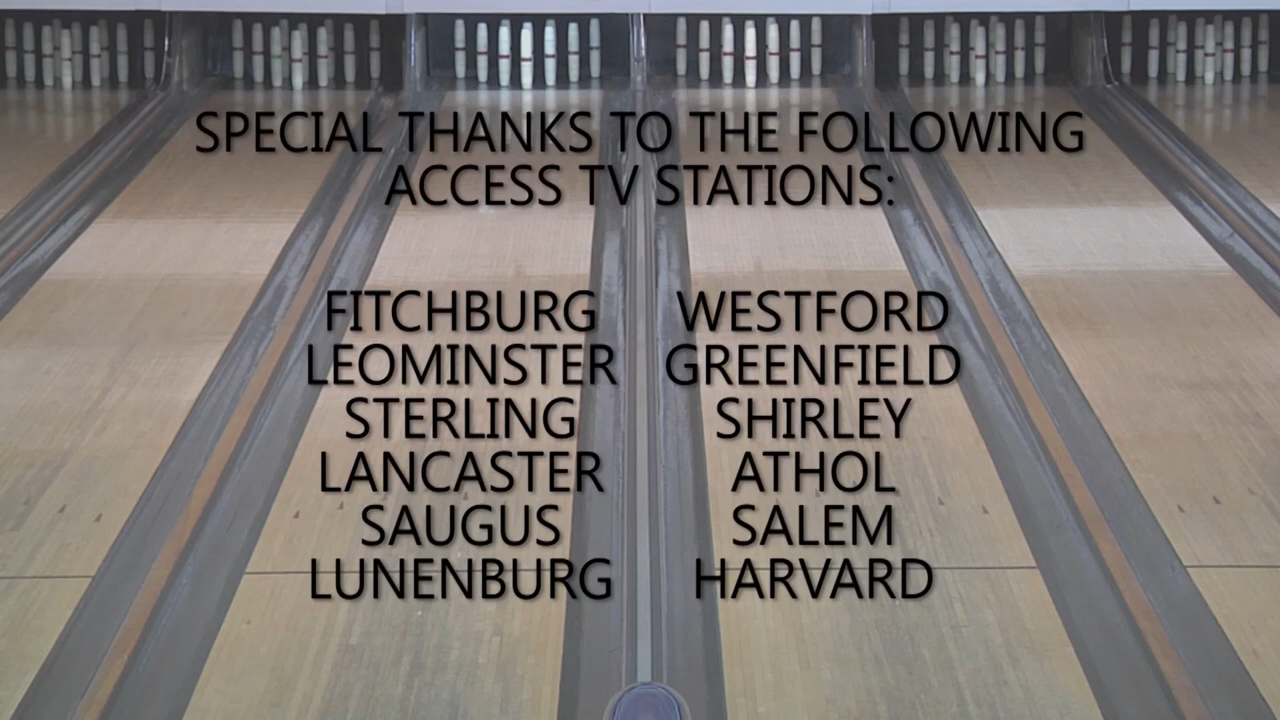 SPECIAL THANKS TO THE FOLLOWING
ACCESS TV STATIONS:
FITCHBURG
LEOMINSTER
STERLING
LANCASTER
SAUGUS
LUNENBURG
WESTFORD
GREENFIELD
SHIRLEY
ATHOL
SALEM
HARVARD